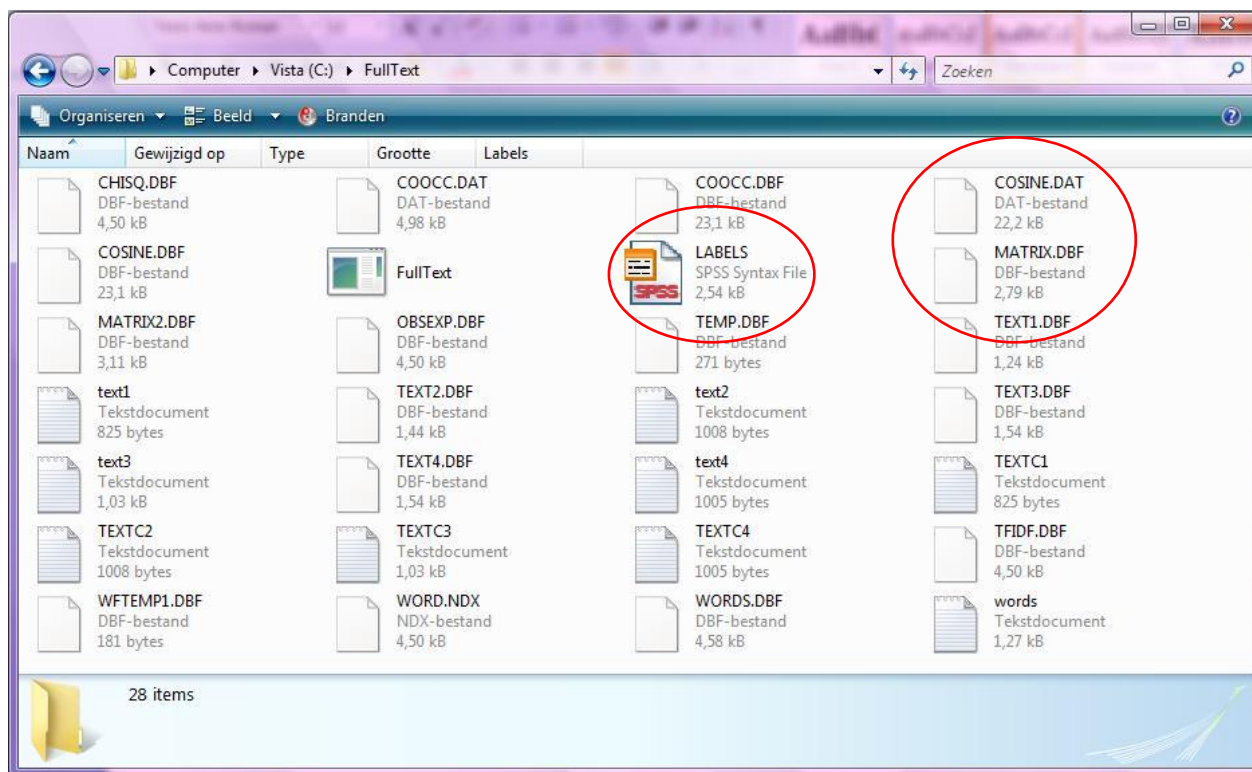 Computer ▸ Vista (C:) ▸ FullText
Zoeken
Organiseren Beeld Branden
Naam Gewijzigd op Type Grootte Labels
CHISQ.DBF
DBF-bestand
4,50 kB
COOCC.DAT
DAT-bestand
4,98 kB
COOCC.DBF
DBF-bestand
23,1 kB
COSINE.DAT
DAT-bestand
22,2 kB
COSINE.DBF
DBF-bestand
23,1 kB
FullText
LABELS
SPSS Syntax File
2,54 kB
SPSS
MATRIX.DBF
DBF-bestand
2,79 kB
MATRIX2.DBF
DBF-bestand
3,11 kB
OBSEXP.DBF
DBF-bestand
4,50 kB
TEMP.DBF
DBF-bestand
271 bytes
TEXT1.DBF
DBF-bestand
1,24 kB
text1
Tekstdocument
825 bytes
TEXT2.DBF
DBF-bestand
1,44 kB
text2
Tekstdocument
1008 bytes
TEXT3.DBF
DBF-bestand
1,54 kB
text3
Tekstdocument
1,03 kB
TEXT4.DBF
DBF-bestand
1,54 kB
text4
Tekstdocument
1005 bytes
TEXTC1
Tekstdocument
825 bytes
TEXTC2
Tekstdocument
1008 bytes
TEXTC3
Tekstdocument
1,03 kB
TEXTC4
Tekstdocument
1005 bytes
TFIDF.DBF
DBF-bestand
4,50 kB
WFTEMP1.DBF
DBF-bestand
181 bytes
WORD.NDX
NDX-bestand
4,50 kB
WORDS.DBF
DBF-bestand
4,58 kB
words
Tekstdocument
1,27 kB
28 items